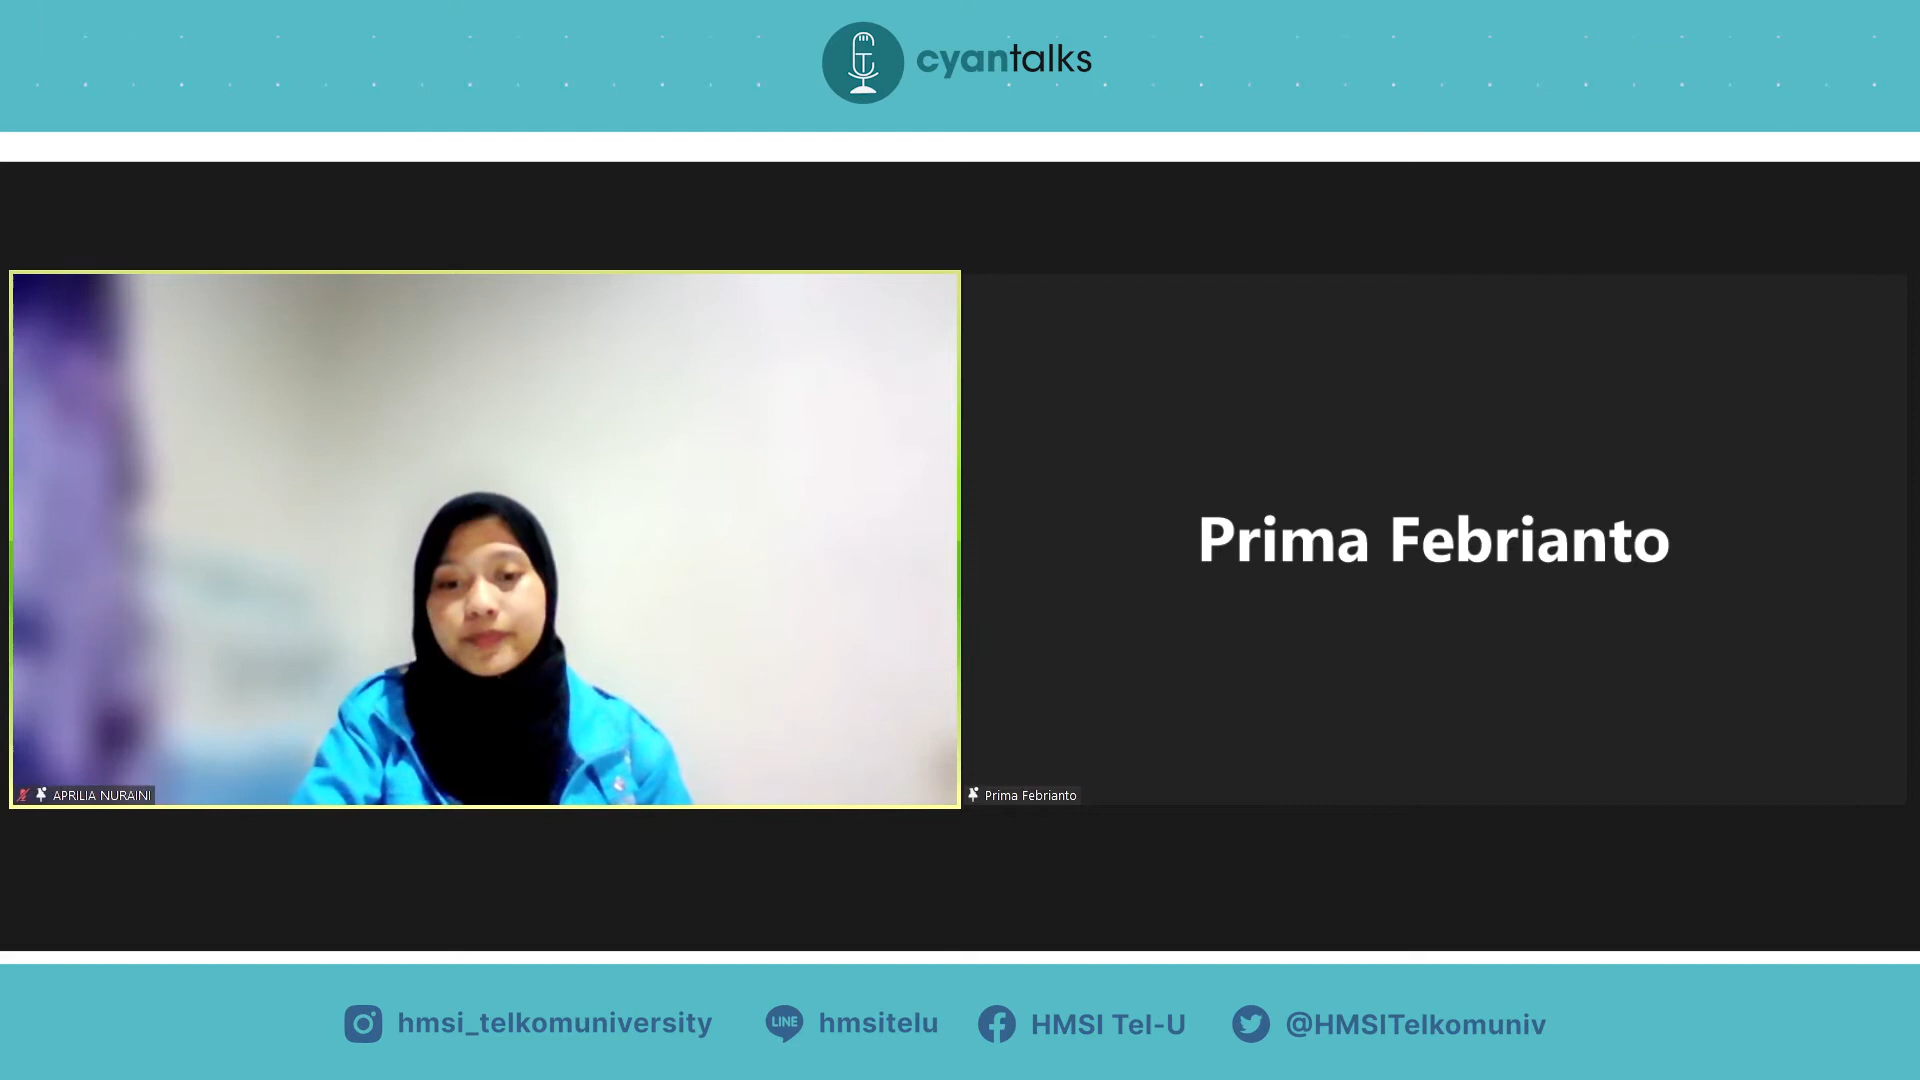 cyantalks
Prima Febrianto
APRILIA NURAINI
Prima Febrianto
hmsi_telkomuniversity
LINE
hmsitelu
HMSI Tel-U
@HMSITelkomuniv